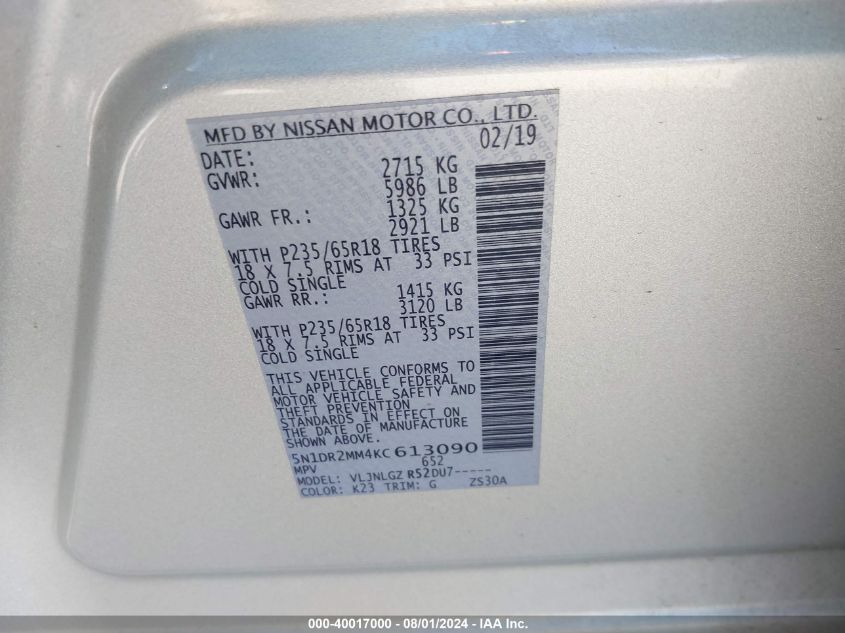 MFD BY NISSAN MOTOR CO., LTD.
DATE: 02/19
GVWR: 2715 KG
5986 LB
GAWR FR.: 1325 KG
2921 LB
WITH P235/65R18 TIRES
18 X 7.5 RIMS AT 33 PSI
COLD SINGLE
GAWR RR.: 1415 KG
3120 LB
WITH P235/65R18 TIRES
18 X 7.5 RIMS AT 33 PSI
COLD SINGLE
THIS VEHICLE CONFORMS TO
ALL APPLICABLE FEDERAL
MOTOR VEHICLE SAFETY AND
THEFT PREVENTION
STANDARDS IN EFFECT ON
THE DATE OF MANUFACTURE
SHOWN ABOVE.
5N1DR2MM4KC613090
MPV 652
MODEL: VLJNLGZ R52DU7-----
COLOR: K23 TRIM: G ZS30A
000-40017000 - 08/01/2024 - IAA Inc.